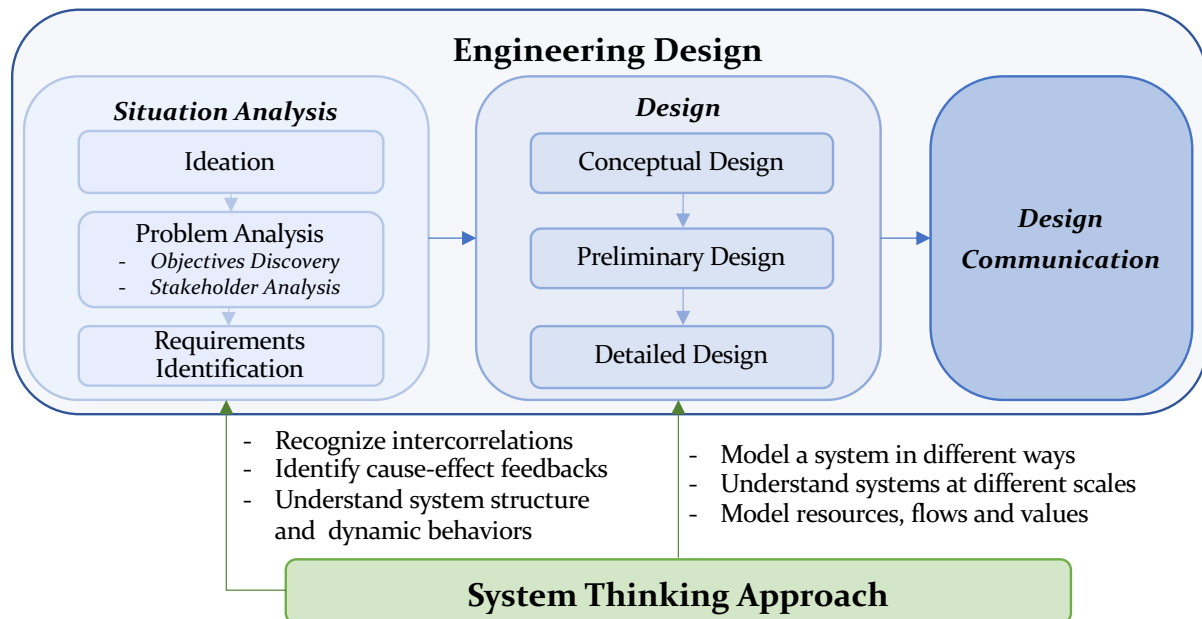 Engineering Design
Situation Analysis
Ideation
Problem Analysis
- Objectives Discovery
- Stakeholder Analysis
Requirements
Identification
Design
Conceptual Design
Preliminary Design
Detailed Design
Design
Communication
- Recognize intercorrelations
- Identify cause-effect feedbacks
- Understand system structure
and dynamic behaviors
- Model a system in different ways
- Understand systems at different scales
- Model resources, flows and values
System Thinking Approach